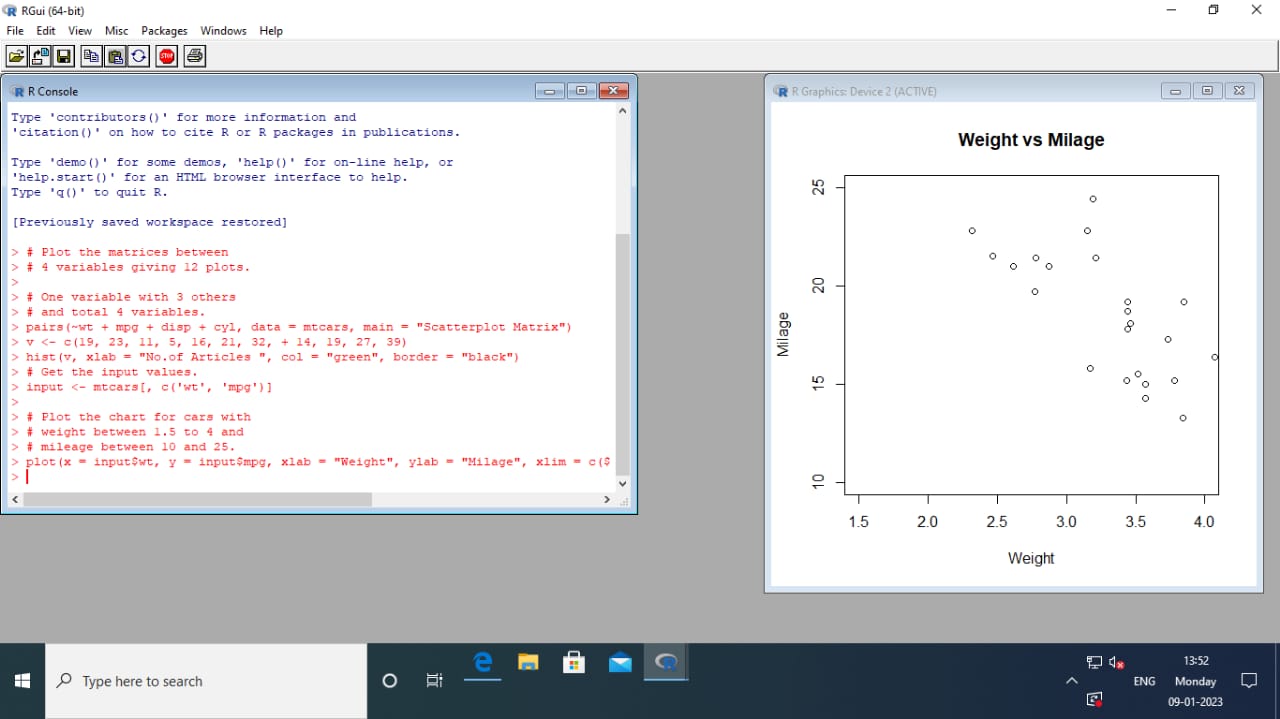 RGui (64-bit)
File Edit View Misc Packages Windows Help
STOP
R Console
Type 'contributors()' for more information and
'citation()' on how to cite R or R packages in publications.
Type 'demo()' for some demos, 'help()' for on-line help, or
'help.start()' for an HTML browser interface to help.
Type 'q()' to quit R.
[Previously saved workspace restored]
> # Plot the matrices between
> # 4 variables giving 12 plots.
>
> # One variable with 3 others
> # and total 4 variables.
> pairs(~wt + mpg + disp + cyl, data = mtcars, main = "Scatterplot Matrix")
> v <- c(19, 23, 11, 5, 16, 21, 32, + 14, 19, 27, 39)
> hist(v, xlab = "No.of Articles ", col = "green", border = "black")
> # Get the input values.
> input <- mtcars[, c('wt', 'mpg')]
>
> # Plot the chart for cars with
> # weight between 1.5 to 4 and
> # mileage between 10 and 25.
> plot(x = input$wt, y = input$mpg, xlab = "Weight", ylab = "Milage", xlim = c($
>
R Graphics: Device 2 (ACTIVE)
Weight vs Milage
25
20
15
10
Milage
1.5 2.0 2.5 3.0 3.5 4.0
Weight
Type here to search
ENG
13:52
Monday
09-01-2023